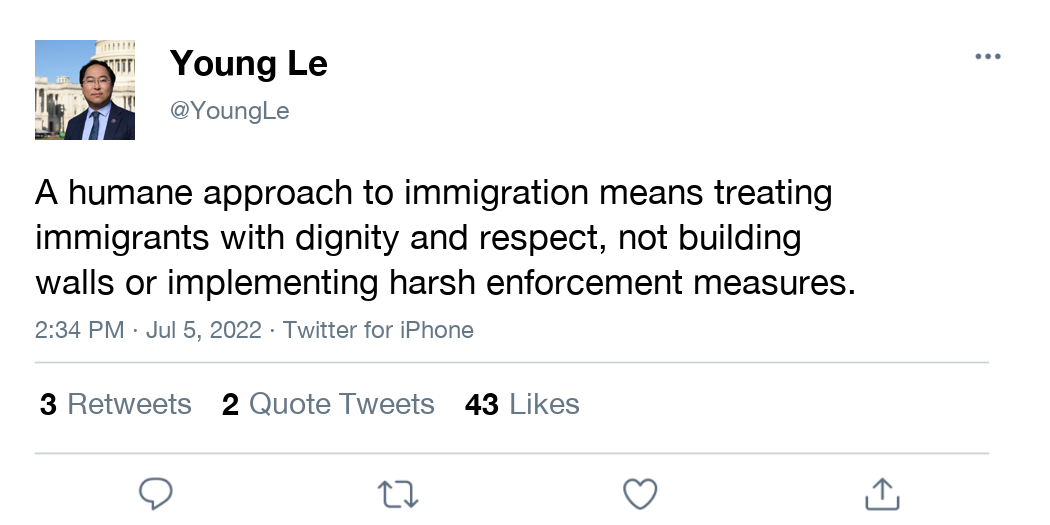 Young Le
@YoungLe
A humane approach to immigration means treating
immigrants with dignity and respect, not building
walls or implementing harsh enforcement measures.
2:34 PM · Jul 5, 2022 · Twitter for iPhone
3 Retweets 2 Quote Tweets 43 Likes